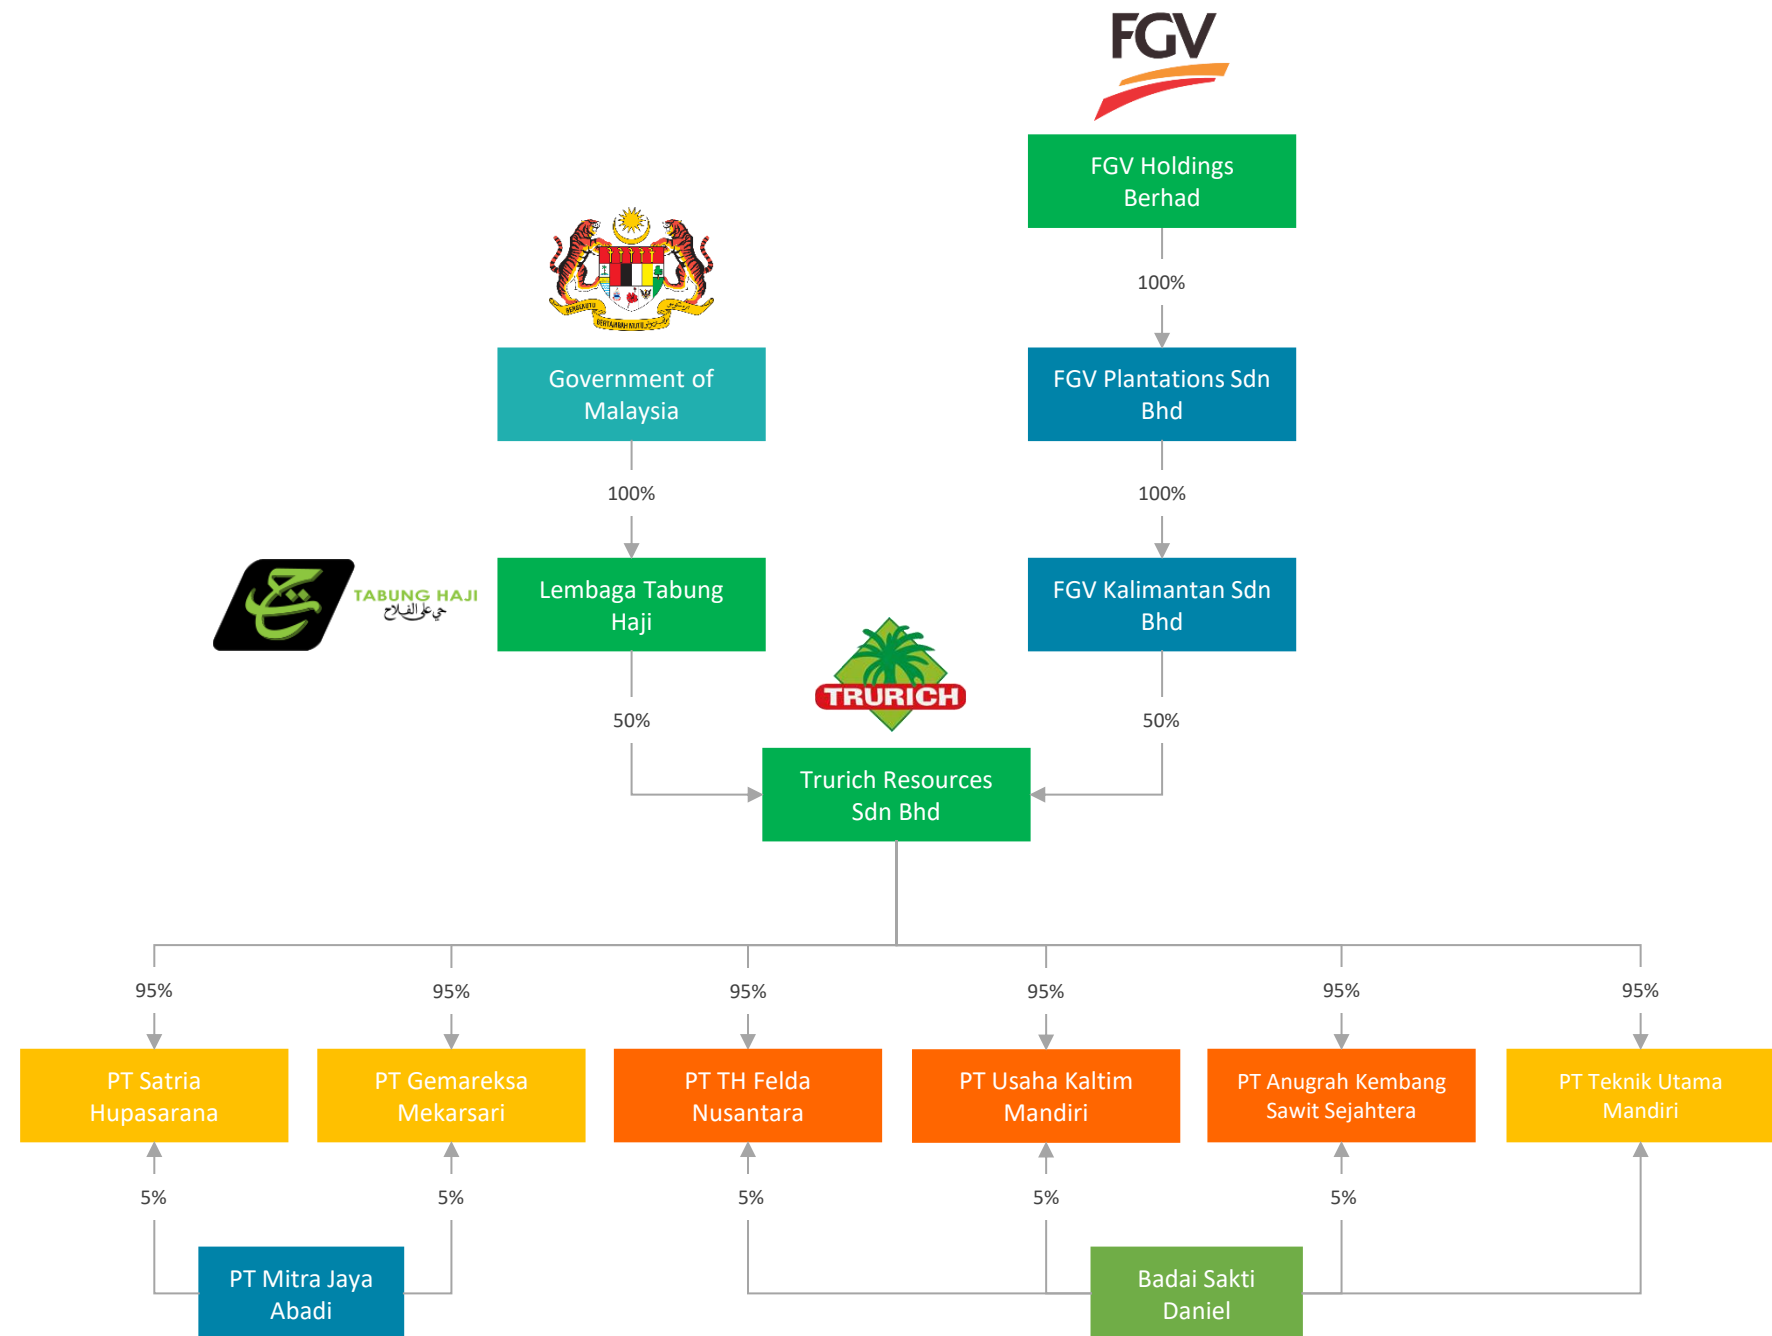 FGV
FGV Holdings
Berhad
100%
Government of
Malaysia
FGV Plantations Sdn
Bhd
100%
100%
TABUNG HAJI
حي على الفلاح
Lembaga Tabung
Haji
FGV Kalimantan Sdn
Bhd
TRURICH
50%
50%
Trurich Resources
Sdn Bhd
95%
95%
95%
95%
95%
95%
PT Satria
Hupasarana
PT Gemareksa
Mekarsari
PT TH Felda
Nusantara
PT Usaha Kaltim
Mandiri
PT Anugrah Kembang
Sawit Sejahtera
PT Teknik Utama
Mandiri
5%
5%
5%
5%
5%
PT Mitra Jaya
Abadi
Badai Sakti
Daniel